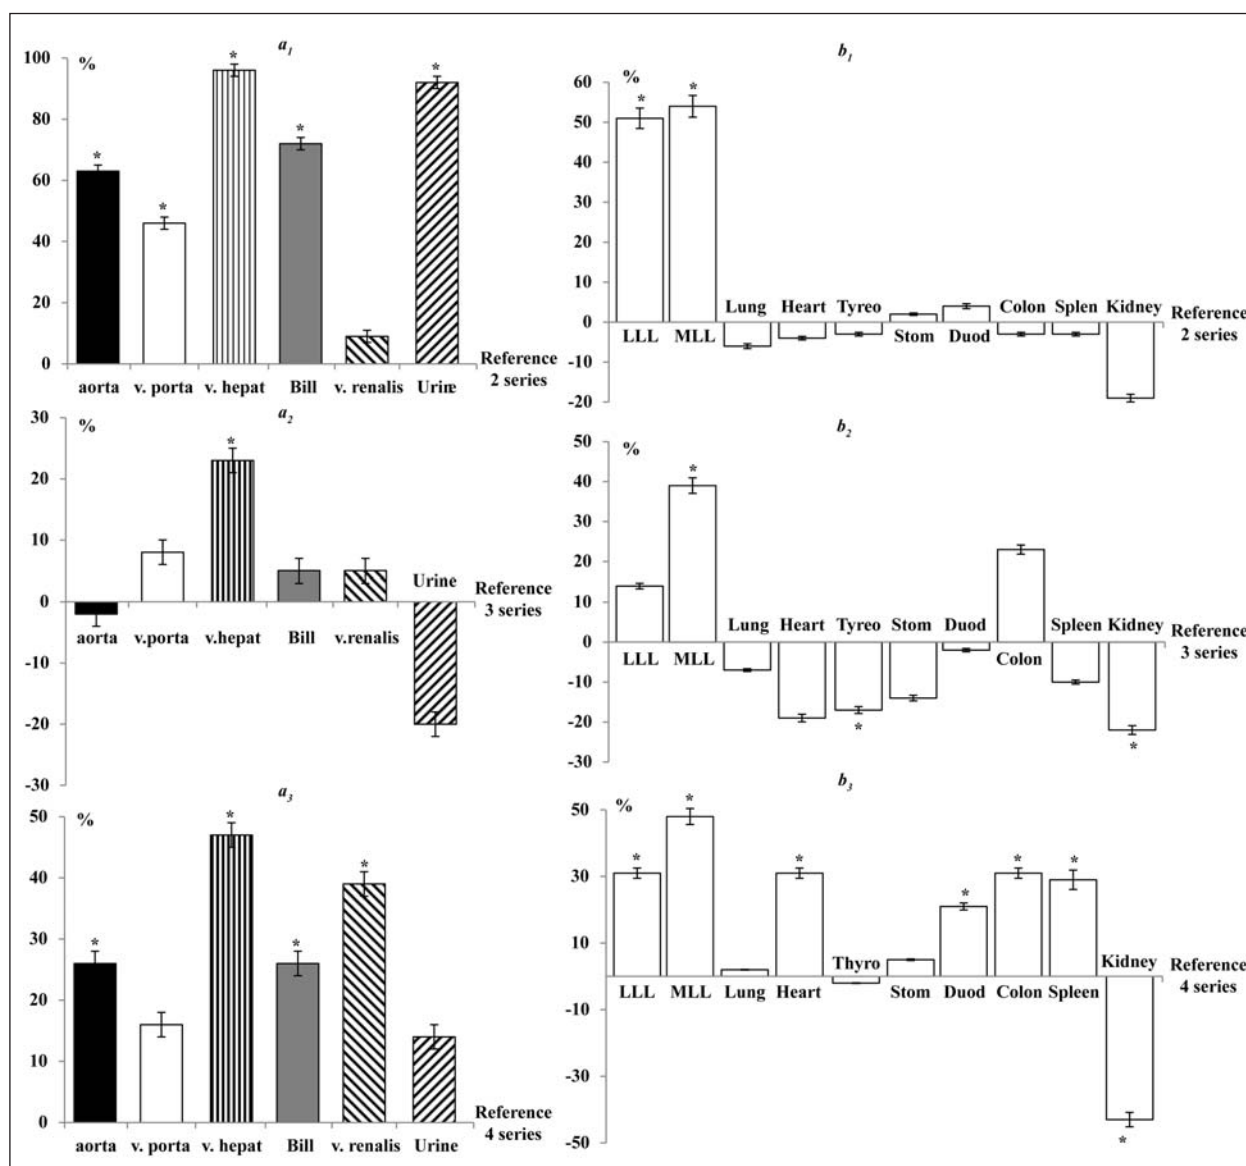 a1
%
100
80
60
40
20
0
* * * * *
aorta v. porta v. hepat Bill v. renalis Urine
Reference
2 series
b1
%
60
50
40
30
20
10
0
-10
-20
* *
Lung Heart Tyreo Colon Splen Kidney
LLL MLL Stom Duod
Reference
2 series
a2
%
30
20
10
0
-10
-20
-30
*
Urine
aorta v.porta v.hepat Bill v.renalis
Reference
3 series
b2
%
50
40
30
20
10
0
-10
-20
-30
*
Lung Heart Tyreo Stom Duod Spleen Kidney
LLL MLL Colon
* *
Reference
3 series
a3
%
50
40
30
20
10
0
* * * *
aorta v. porta v. hepat Bill v. renalis Urine
Reference
4 series
b3
%
50
30
10
-10
-30
-50
* * * * * *
Thyro Kidney
LLL MLL Lung Heart Stom Duod Colon Spleen
*
Reference
4 series